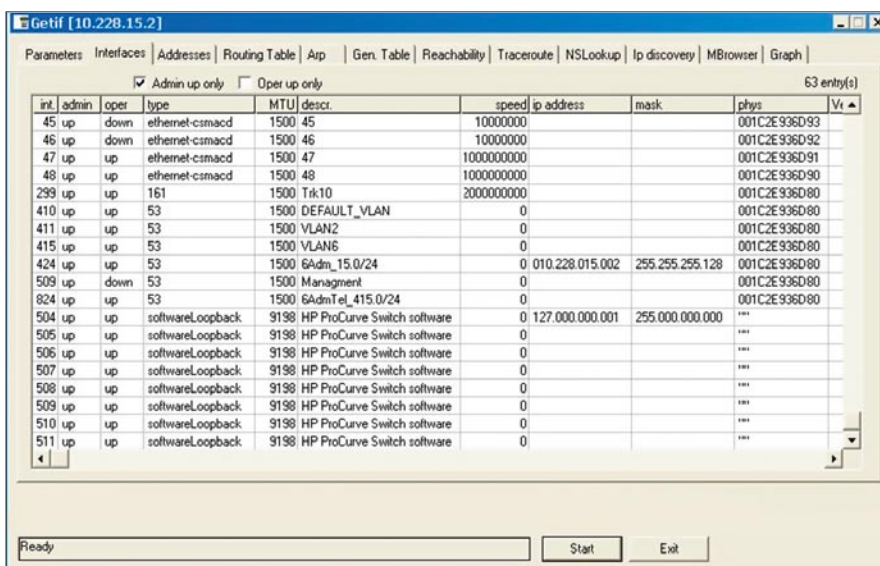 Getif [10.228.15.2]
Parameters Interfaces Addresses Routing Table Arp Gen. Table Reachability Traceroute NSLookup Ip discovery MBrowser Graph
Admin up only Oper up only 63 entry(s)
int. admin oper type MTU descr. speed ip address mask phys
45 up down ethernet-csmacd 1500 45 10000000 001C2E936D93
46 up down ethernet-csmacd 1500 46 10000000 001C2E936D92
47 up up ethernet-csmacd 1500 47 1000000000 001C2E936D91
48 up up ethernet-csmacd 1500 48 1000000000 001C2E936D90
299 up up 161 1500 Trk10 2000000000 001C2E936D80
410 up up 53 1500 DEFAULT_VLAN 0 001C2E936D80
411 up up 53 1500 VLAN2 0 001C2E936D80
415 up up 53 1500 VLAN6 0 001C2E936D80
424 up up 53 1500 6Adm_15.0/24 0 010.228.015.002 255.255.255.128 001C2E936D80
509 up down 53 1500 Managment 0 001C2E936D80
824 up up 53 1500 6AdmTel_415.0/24 0 001C2E936D80
504 up up softwareLoopback 9198 HP ProCurve Switch software 0 127.000.000.001 255.000.000.000 ""
505 up up softwareLoopback 9198 HP ProCurve Switch software 0 ""
506 up up softwareLoopback 9198 HP ProCurve Switch software 0 ""
507 up up softwareLoopback 9198 HP ProCurve Switch software 0 ""
508 up up softwareLoopback 9198 HP ProCurve Switch software 0 ""
509 up up softwareLoopback 9198 HP ProCurve Switch software 0 ""
510 up up softwareLoopback 9198 HP ProCurve Switch software 0 ""
511 up up softwareLoopback 9198 HP ProCurve Switch software 0 ""
Ready Start Exit